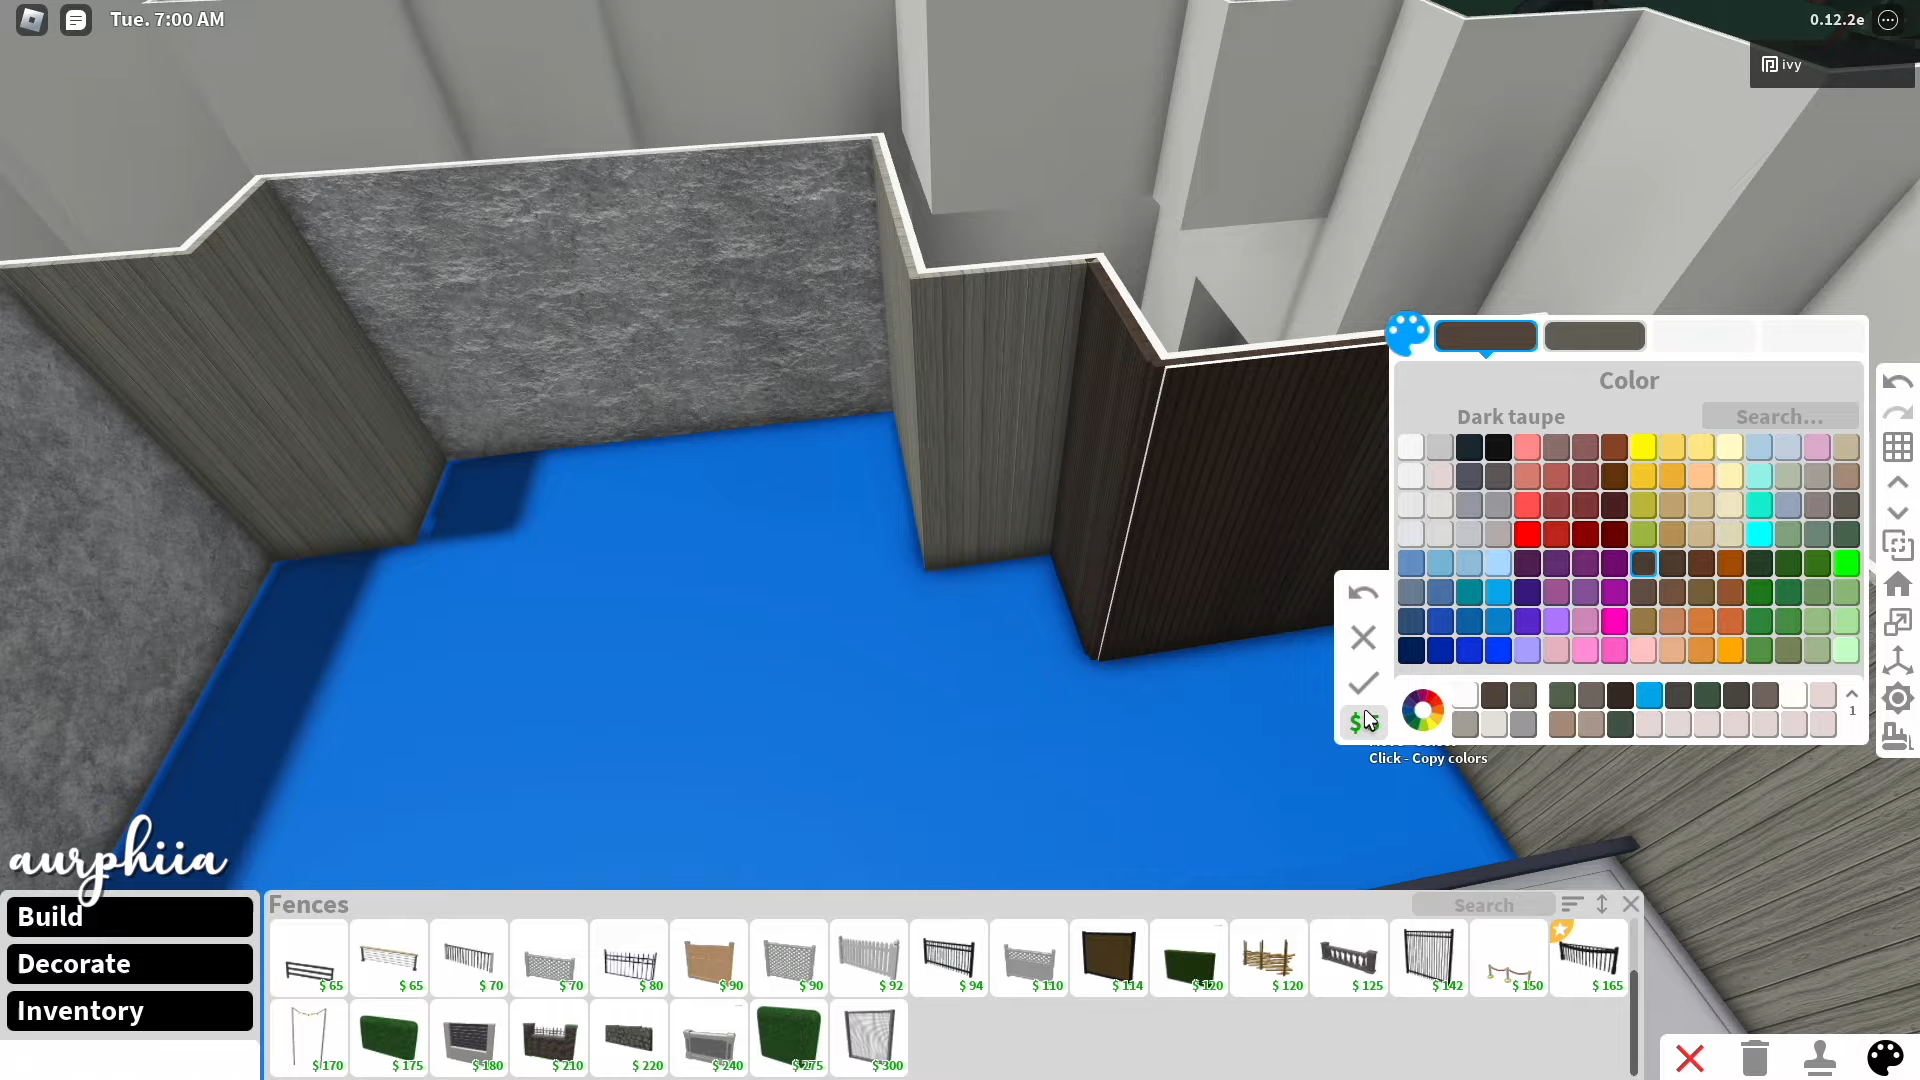 Tue. 7:00 AM
0.12.2e
ivy
Color
Dark taupe
Search...
1
Click - Copy colors
aurphiia
Build
Decorate
Inventory
Fences
Search
$ 65
$ 65
$ 70
$ 70
$ 80
$ 90
$ 90
$ 92
$ 94
$ 110
$ 114
$ 120
$ 120
$ 125
$ 142
$ 150
$ 165
$ 170
$ 175
$ 180
$ 210
$ 220
$ 240
$ 275
$ 300